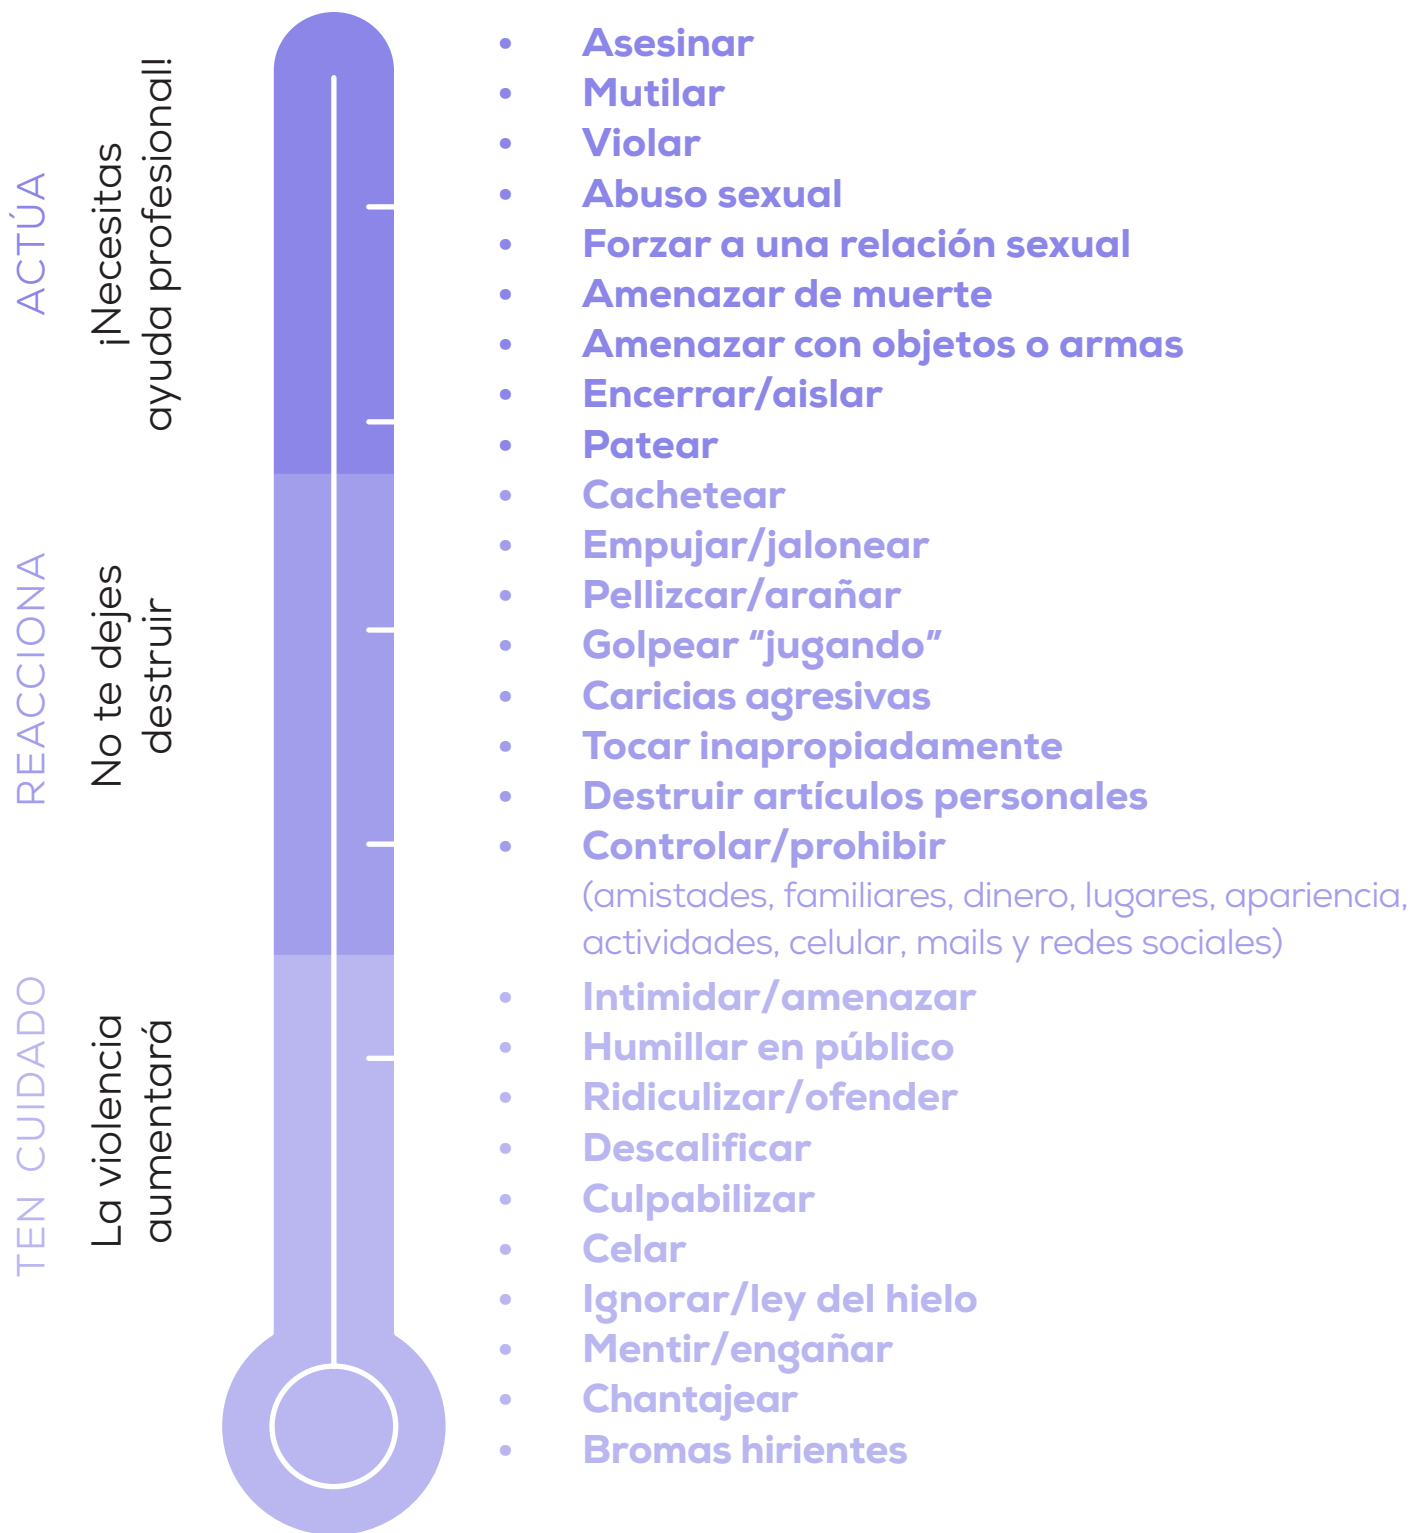 ACTÚA
¡Necesitas
ayuda profesional!
• Asesinar
• Mutilar
• Violar
• Abuso sexual
• Forzar a una relación sexual
• Amenazar de muerte
• Amenazar con objetos o armas
• Encerrar/aislar
• Patear
REACCIONA
No te dejes
destruir
• Cachetear
• Empujar/jalonear
• Pellizcar/arañar
• Golpear “jugando”
• Caricias agresivas
• Tocar inapropiadamente
• Destruir artículos personales
• Controlar/prohibir
(amistades, familiares, dinero, lugares, apariencia,
actividades, celular, mails y redes sociales)
TEN CUIDADO
La violencia
aumentará
• Intimidar/amenazar
• Humillar en público
• Ridiculizar/ofender
• Descalificar
• Culpabilizar
• Celar
• Ignorar/ley del hielo
• Mentir/engañar
• Chantajear
• Bromas hirientes